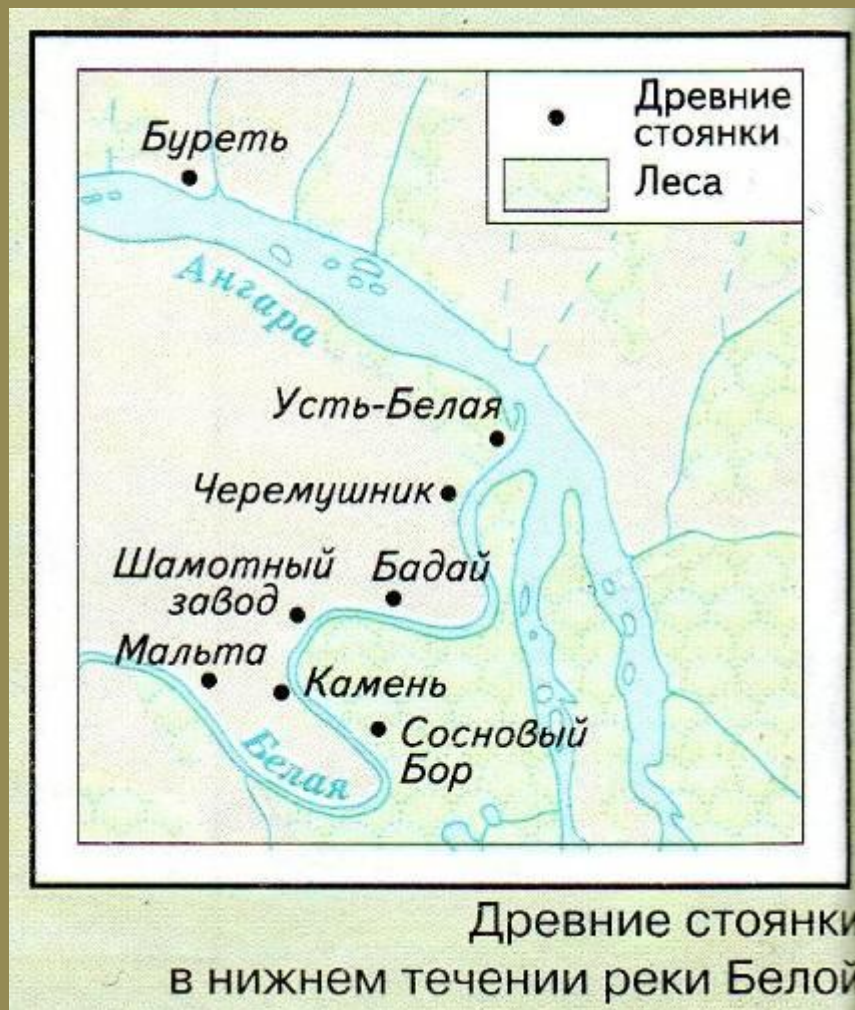 Древние
стоянки
Леса
Буреть
Ангара
Усть-Белая
Черемушник
Шамотный
завод
Бадай
Мальта
Камень
Белая
Сосновый
Бор
Древние стоянки
в нижнем течении реки Белой